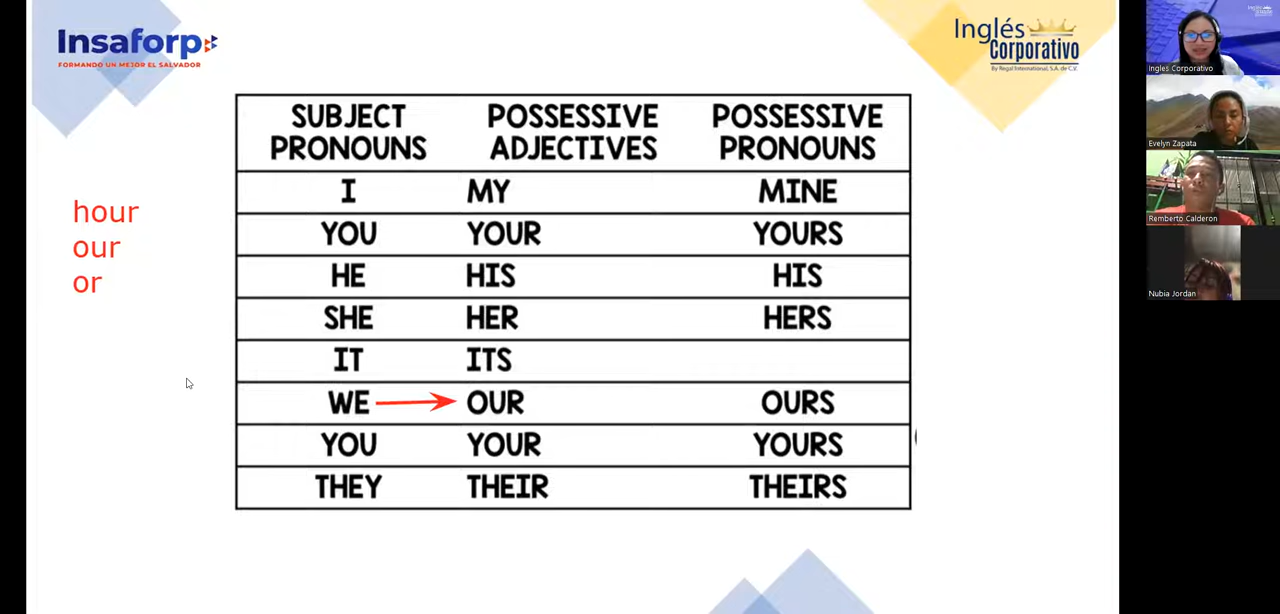 Insaforp
FORMANDO UN MEJOR EL SALVADOR
Inglés
Corporativo
By Regal International, S.A. de C.V.
hour
our
or
SUBJECT PRONOUNS POSSESSIVE ADJECTIVES POSSESSIVE PRONOUNS
I MY MINE
YOU YOUR YOURS
HE HIS HIS
SHE HER HERS
IT ITS
WE OUR OURS
YOU YOUR YOURS
THEY THEIR THEIRS
Ingles Corporativo
Evelyn Zapata
Remberto Calderon
Nubia Jordan